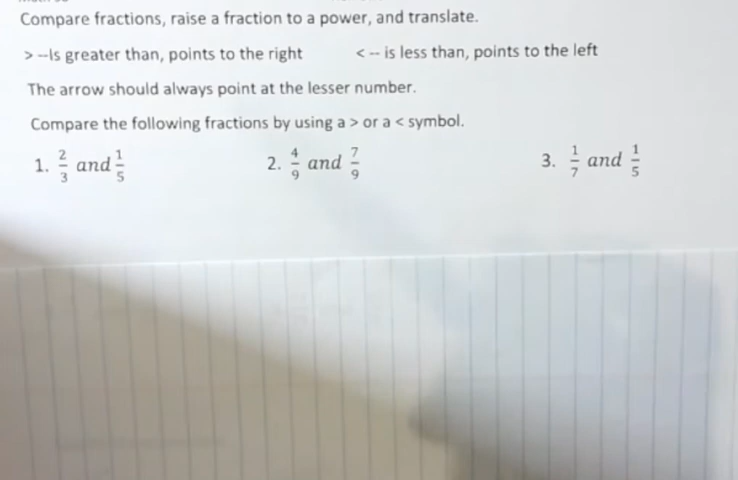 Compare fractions, raise a fraction to a power, and translate.
> --Is greater than, points to the right < -- is less than, points to the left
The arrow should always point at the lesser number.
Compare the following fractions by using a > or a < symbol.
1. 2/3 and 1/5 2. 4/9 and 7/9 3. 1/7 and 1/5